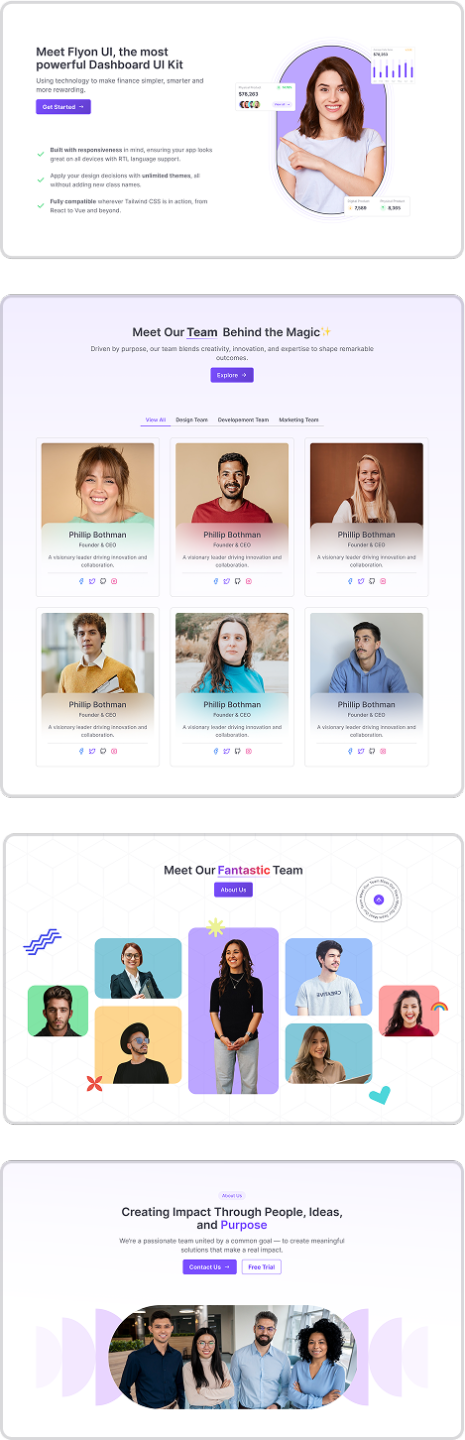 Meet Flyon UI, the most
powerful Dashboard UI Kit
Using technology to make finance simpler, smarter and
more rewarding.
Get Started →
Built with responsiveness in mind, ensuring your app looks
great on all devices with RTL language support.
Apply your design decisions with unlimited themes, all
without adding new class names.
Fully compatible wherever Tailwind CSS is in action, from
React to Vue and beyond.
$76,263
$76,263
7,689
8,365
Meet Our Team Behind the Magic✨
Driven by purpose, our team blends creativity, innovation, and expertise to shape remarkable
outcomes.
Explore →
View All Design Team Developement Team Marketing Team
Phillip Bothman
Founder & CEO
A visionary leader driving innovation and
collaboration.
Phillip Bothman
Founder & CEO
A visionary leader driving innovation and
collaboration.
Phillip Bothman
Founder & CEO
A visionary leader driving innovation and
collaboration.
Phillip Bothman
Founder & CEO
A visionary leader driving innovation and
collaboration.
Phillip Bothman
Founder & CEO
A visionary leader driving innovation and
collaboration.
Phillip Bothman
Founder & CEO
A visionary leader driving innovation and
collaboration.
Meet Our Fantastic Team
About Us
CREATIVE
About Us
Creating Impact Through People, Ideas,
and Purpose
We're a passionate team united by a common goal — to create meaningful
solutions that make a real impact.
Contact Us →
Free Trial